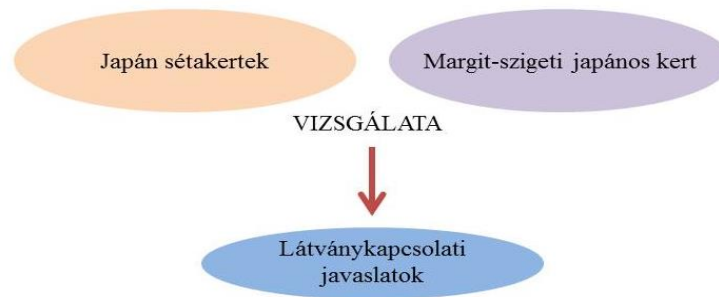 Japán sétakertek
Margit-szigeti japános kert
VIZSGÁLATA
Látványkapcsolati
javaslatok